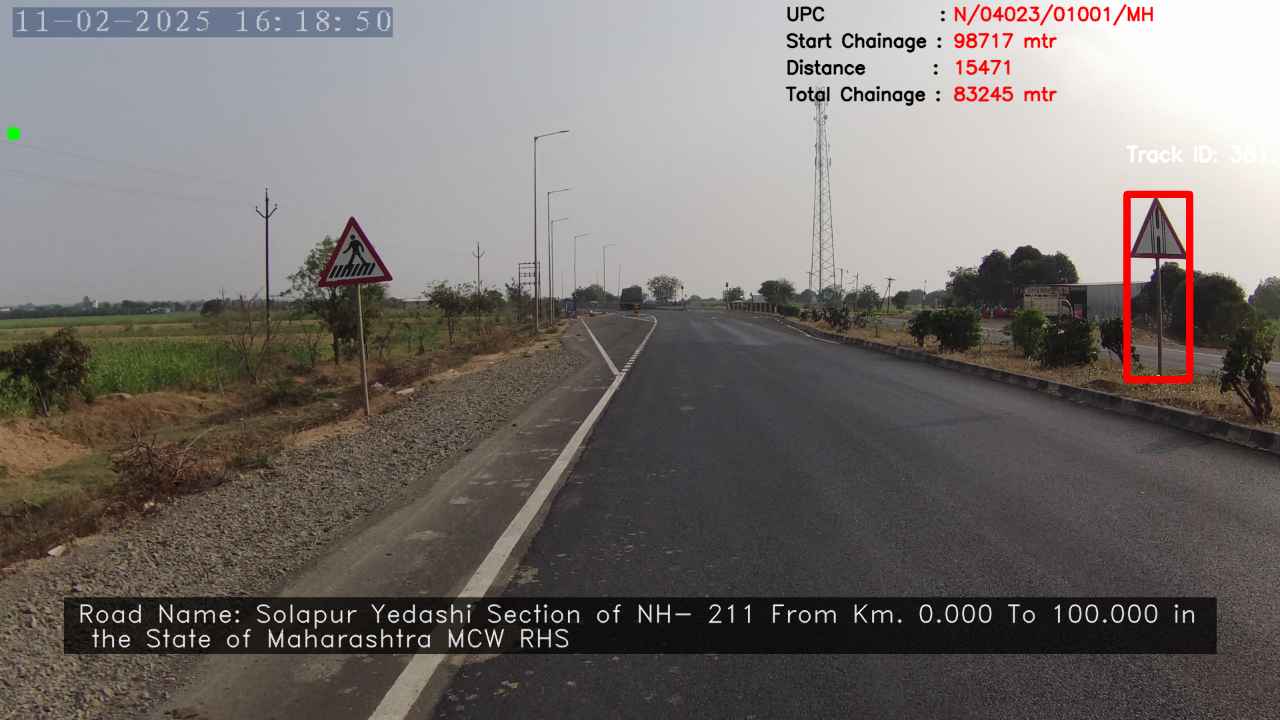 11-02-2025 16:18:50
UPC : N/04023/01001/MH
Start Chainage : 98717 mtr
Distance : 15471
Total Chainage : 83245 mtr
Track ID: 381
Road Name: Solapur Yedashi Section of NH- 211 From Km. 0.000 To 100.000 in
the State of Maharashtra MCW RHS